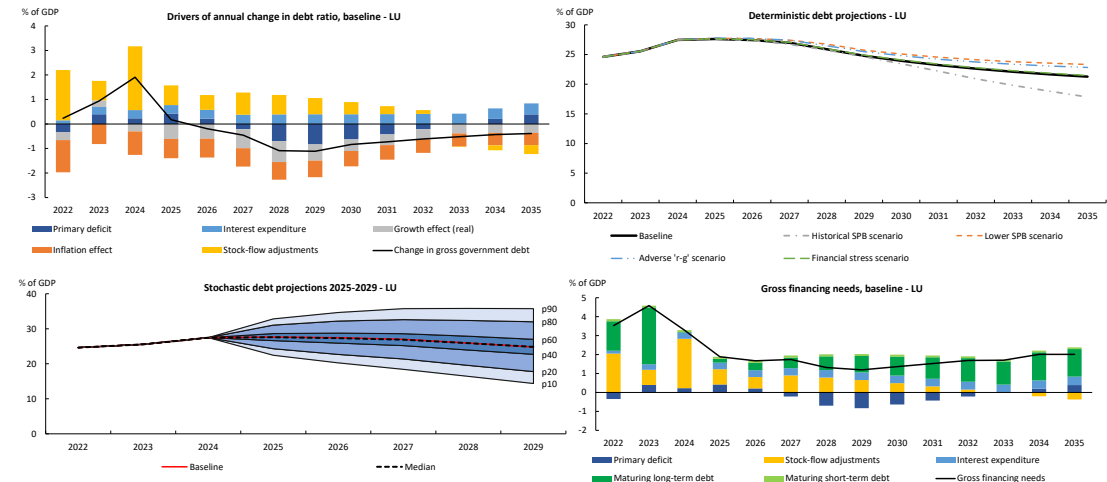 % of GDP
Drivers of annual change in debt ratio, baseline - LU
4
3
2
1
0
-1
-2
-3
2022 2023 2024 2025 2026 2027 2028 2029 2030 2031 2032 2033 2034 2035
Primary deficit Interest expenditure Growth effect (real)
Inflation effect Stock-flow adjustments Change in gross government debt
% of GDP
Deterministic debt projections - LU
30
25
20
15
10
5
0
2022 2023 2024 2025 2026 2027 2028 2029 2030 2031 2032 2033 2034 2035
Baseline Historical SPB scenario Lower SPB scenario
Adverse 'r-g' scenario Financial stress scenario
% of GDP
Stochastic debt projections 2025-2029 - LU
40
30
20
10
0
p90
p80
p60
p40
p20
p10
2022 2023 2024 2025 2026 2027 2028 2029
Baseline Median
% of GDP
Gross financing needs, baseline - LU
5
4
3
2
1
0
-1
-2
2022 2023 2024 2025 2026 2027 2028 2029 2030 2031 2032 2033 2034 2035
Primary deficit Stock-flow adjustments Interest expenditure
Maturing long-term debt Maturing short-term debt Gross financing needs